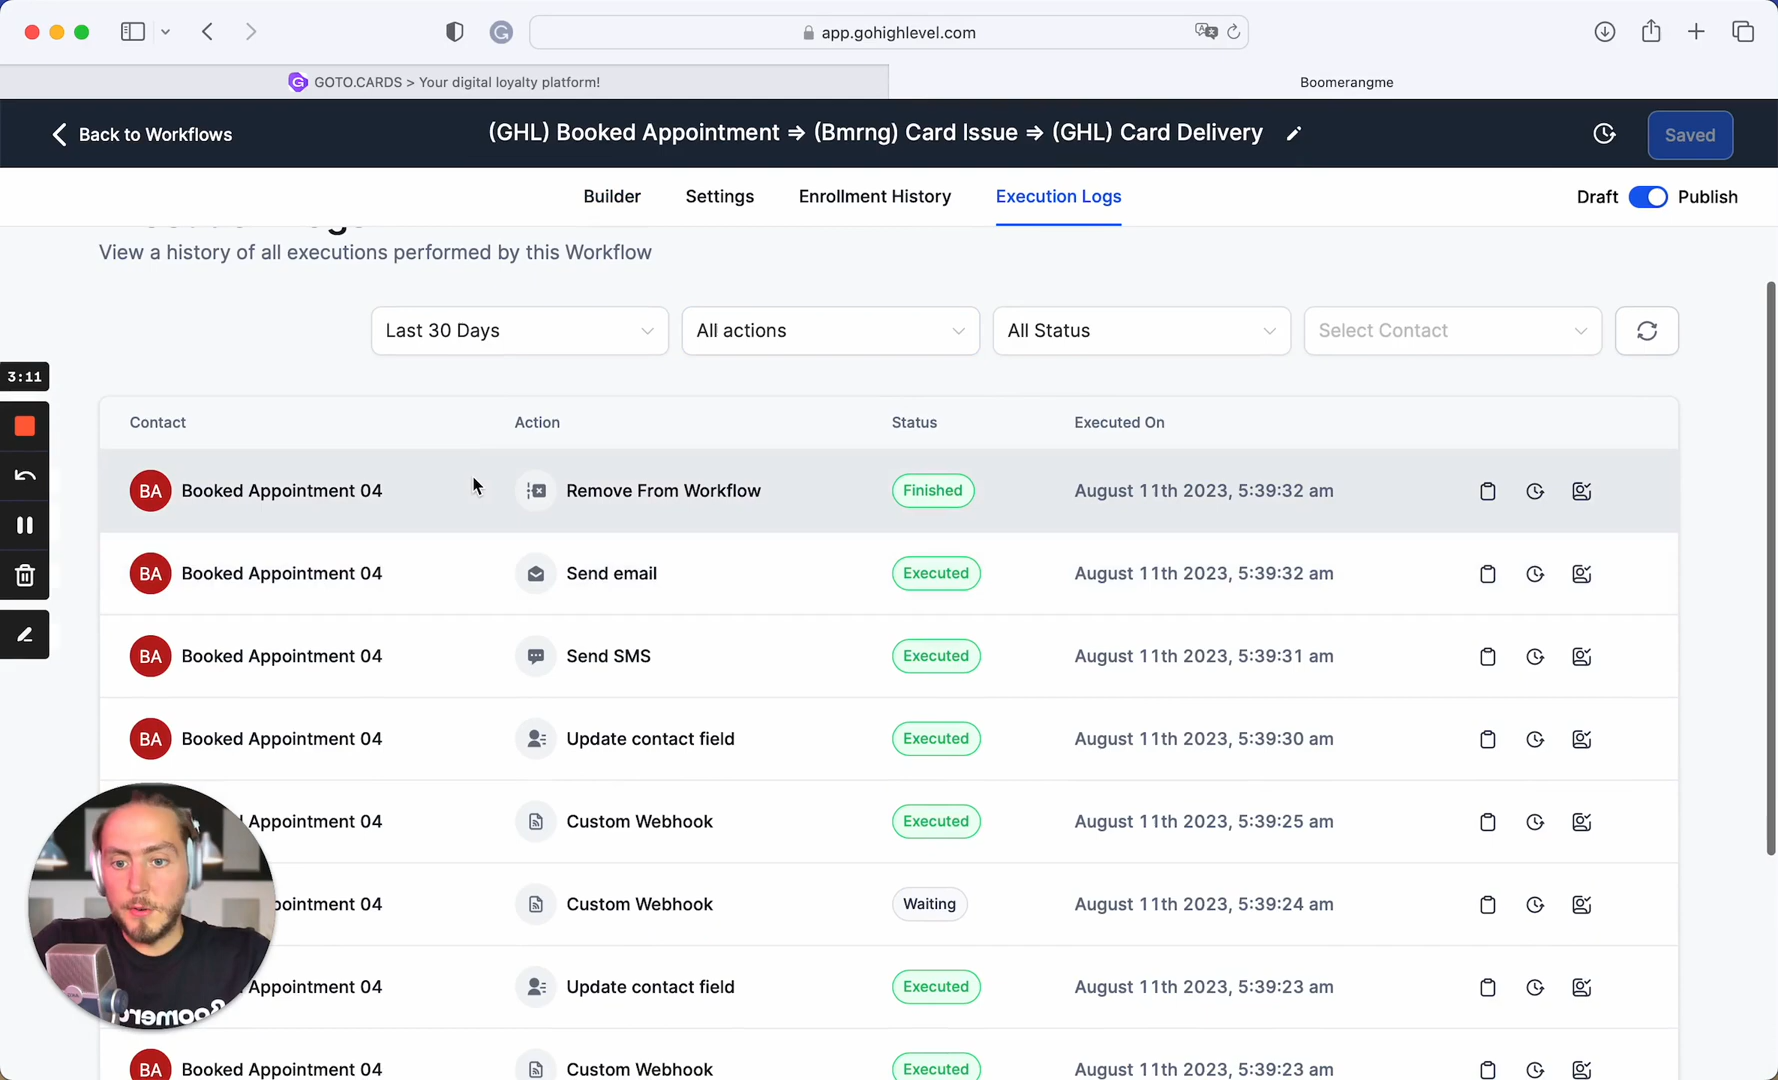 app.gohighlevel.com
GOTO.CARDS > Your digital loyalty platform!
Boomerangme
Back to Workflows
(GHL) Booked Appointment ⇒ (Bmrng) Card Issue ⇒ (GHL) Card Delivery
Saved
Builder
Settings
Enrollment History
Execution Logs
Draft
Publish
View a history of all executions performed by this Workflow
Last 30 Days
All actions
All Status
Select Contact
3:11
Contact
Action
Status
Executed On
BA Booked Appointment 04 Remove From Workflow Finished August 11th 2023, 5:39:32 am
BA Booked Appointment 04 Send email Executed August 11th 2023, 5:39:32 am
BA Booked Appointment 04 Send SMS Executed August 11th 2023, 5:39:31 am
BA Booked Appointment 04 Update contact field Executed August 11th 2023, 5:39:30 am
Appointment 04 Custom Webhook Executed August 11th 2023, 5:39:25 am
pointment 04 Custom Webhook Waiting August 11th 2023, 5:39:24 am
Appointment 04 Update contact field Executed August 11th 2023, 5:39:23 am
BA Booked Appointment 04 Custom Webhook Executed August 11th 2023, 5:39:23 am